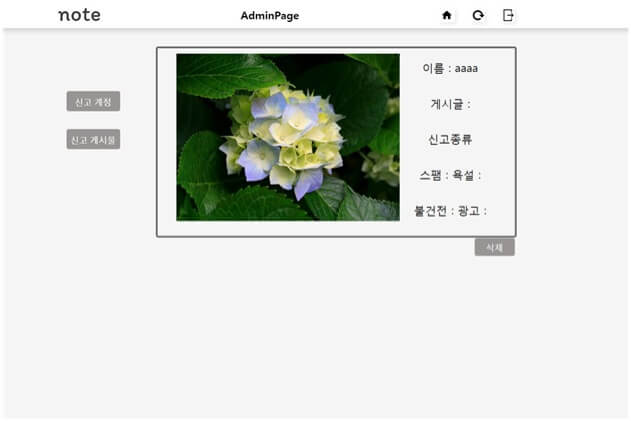 note
AdminPage
신고 계정
신고 게시물
이름 : aaaa
게시글 :
신고종류
스팸 : 욕설 :
불건전 : 광고 :
삭제